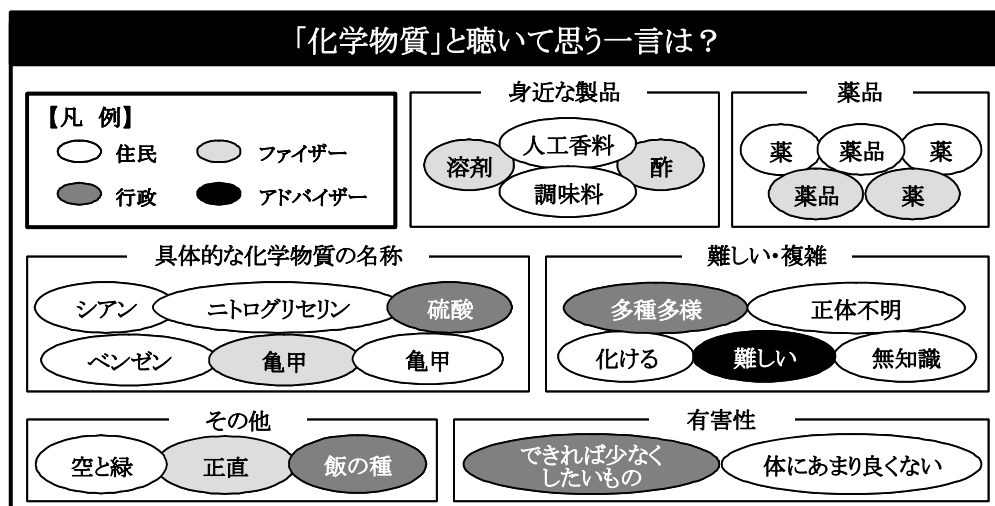 「化学物質」と聴いて思う一言は？
【凡 例】
住民
ファイザー
行政
アドバイザー
身近な製品
溶剤
人工香料
酢
調味料
薬品
薬
薬品
薬
薬品
薬
具体的な化学物質の名称
シアン
ニトログリセリン
硫酸
ベンゼン
亀甲
亀甲
難しい・複雑
多種多様
正体不明
化ける
難しい
無知識
その他
空と緑
正直
飯の種
有害性
できれば少なく
したいもの
体にあまり良くない